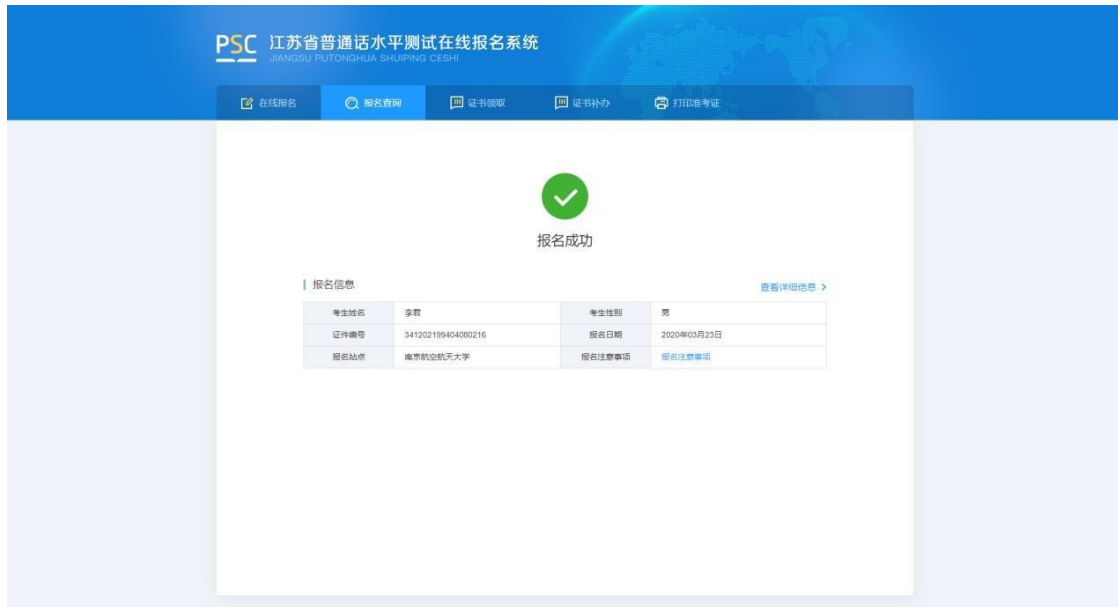 PSC 江苏省普通话水平测试在线报名系统
JIANGSU PUTONGHUA SHUIPING CESHI
在线报名 报名查询 证书领取 证书补办 打印准考证
报名成功
报名信息 查看详细信息 >
考生姓名 李君 考生性别 男
证件编号 341202199404080216 报名日期 2020年03月23日
报名站点 南京航空航天大学 报名注意事项 报名注意事项